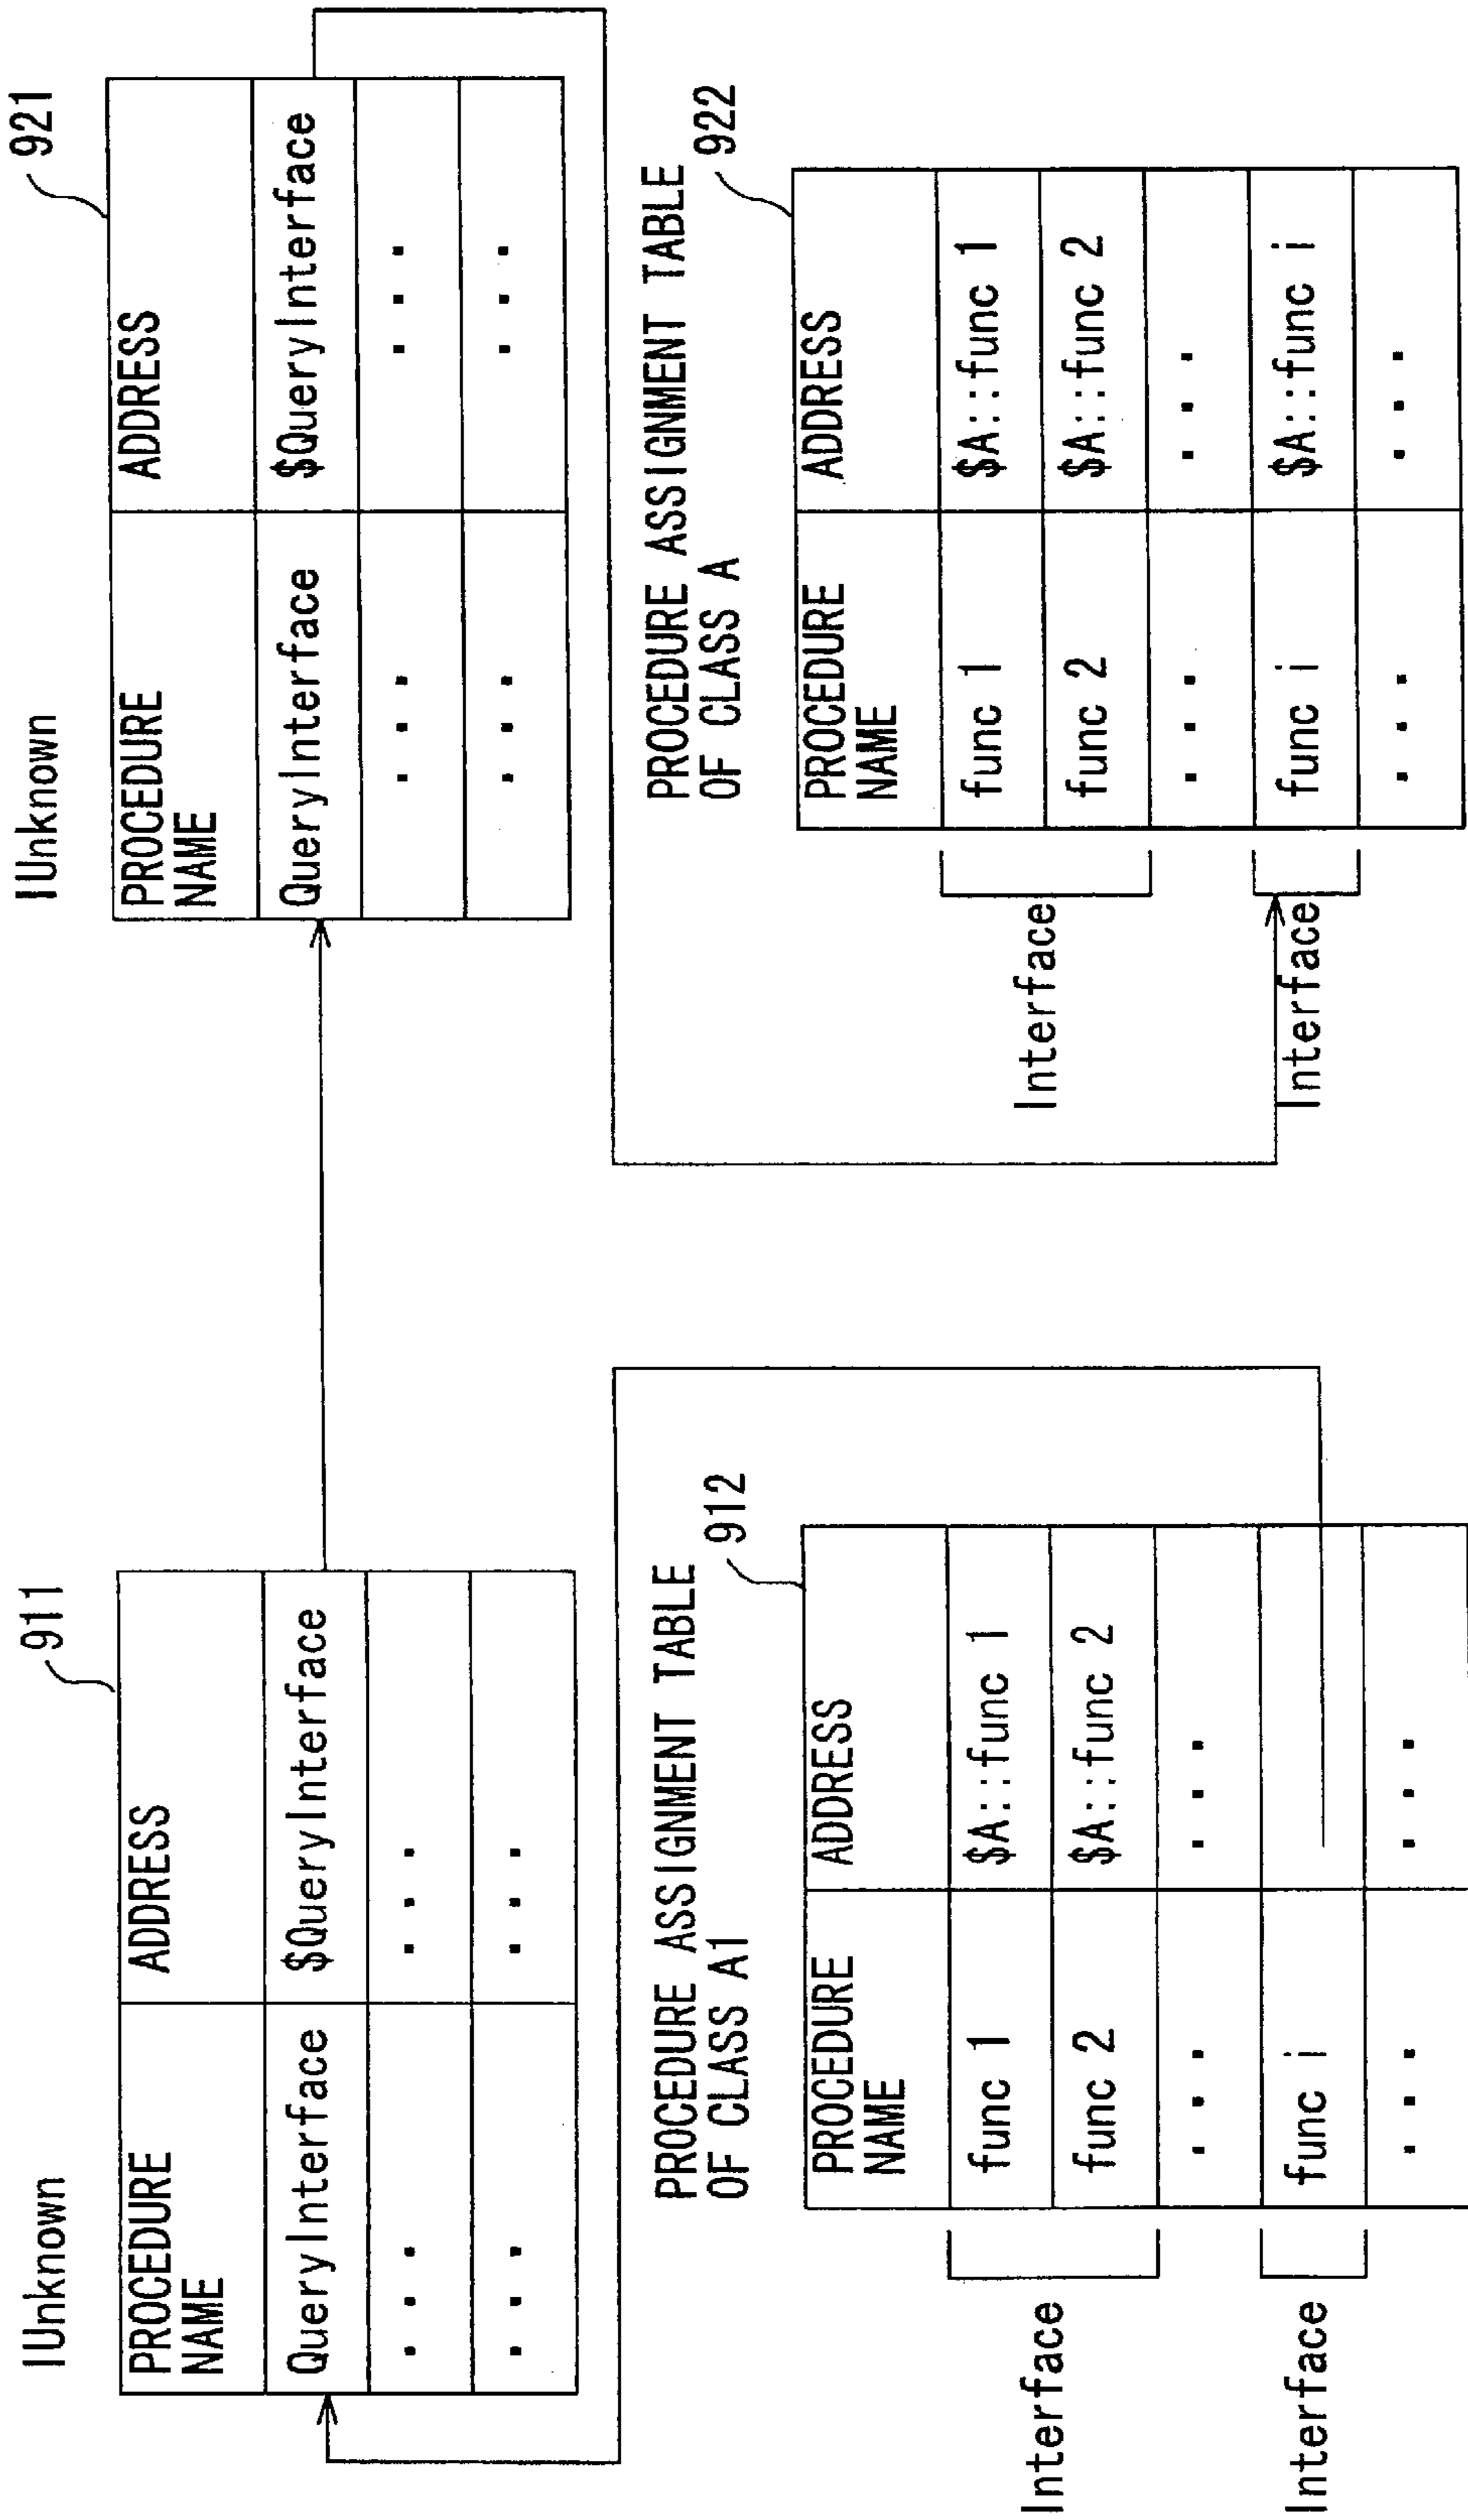 IUnknown
911
PROCEDURE ADDRESS
NAME
QueryInterface $QueryInterface
. . . . . .
. . . . . .
PROCEDURE ASSIGNMENT TABLE
OF CLASS A1
912
PROCEDURE ADDRESS
NAME
Interface
func 1 $A::func 1
func 2 $A::func 2
. . . . . .
Interface
func i
. . . . . .
IUnknown
921
PROCEDURE ADDRESS
NAME
QueryInterface $QueryInterface
. . . . . .
. . . . . .
PROCEDURE ASSIGNMENT TABLE
OF CLASS A
922
PROCEDURE ADDRESS
NAME
Interface
func 1 $A::func 1
func 2 $A::func 2
. . . . . .
Interface
func i $A::func i
. . . . . .